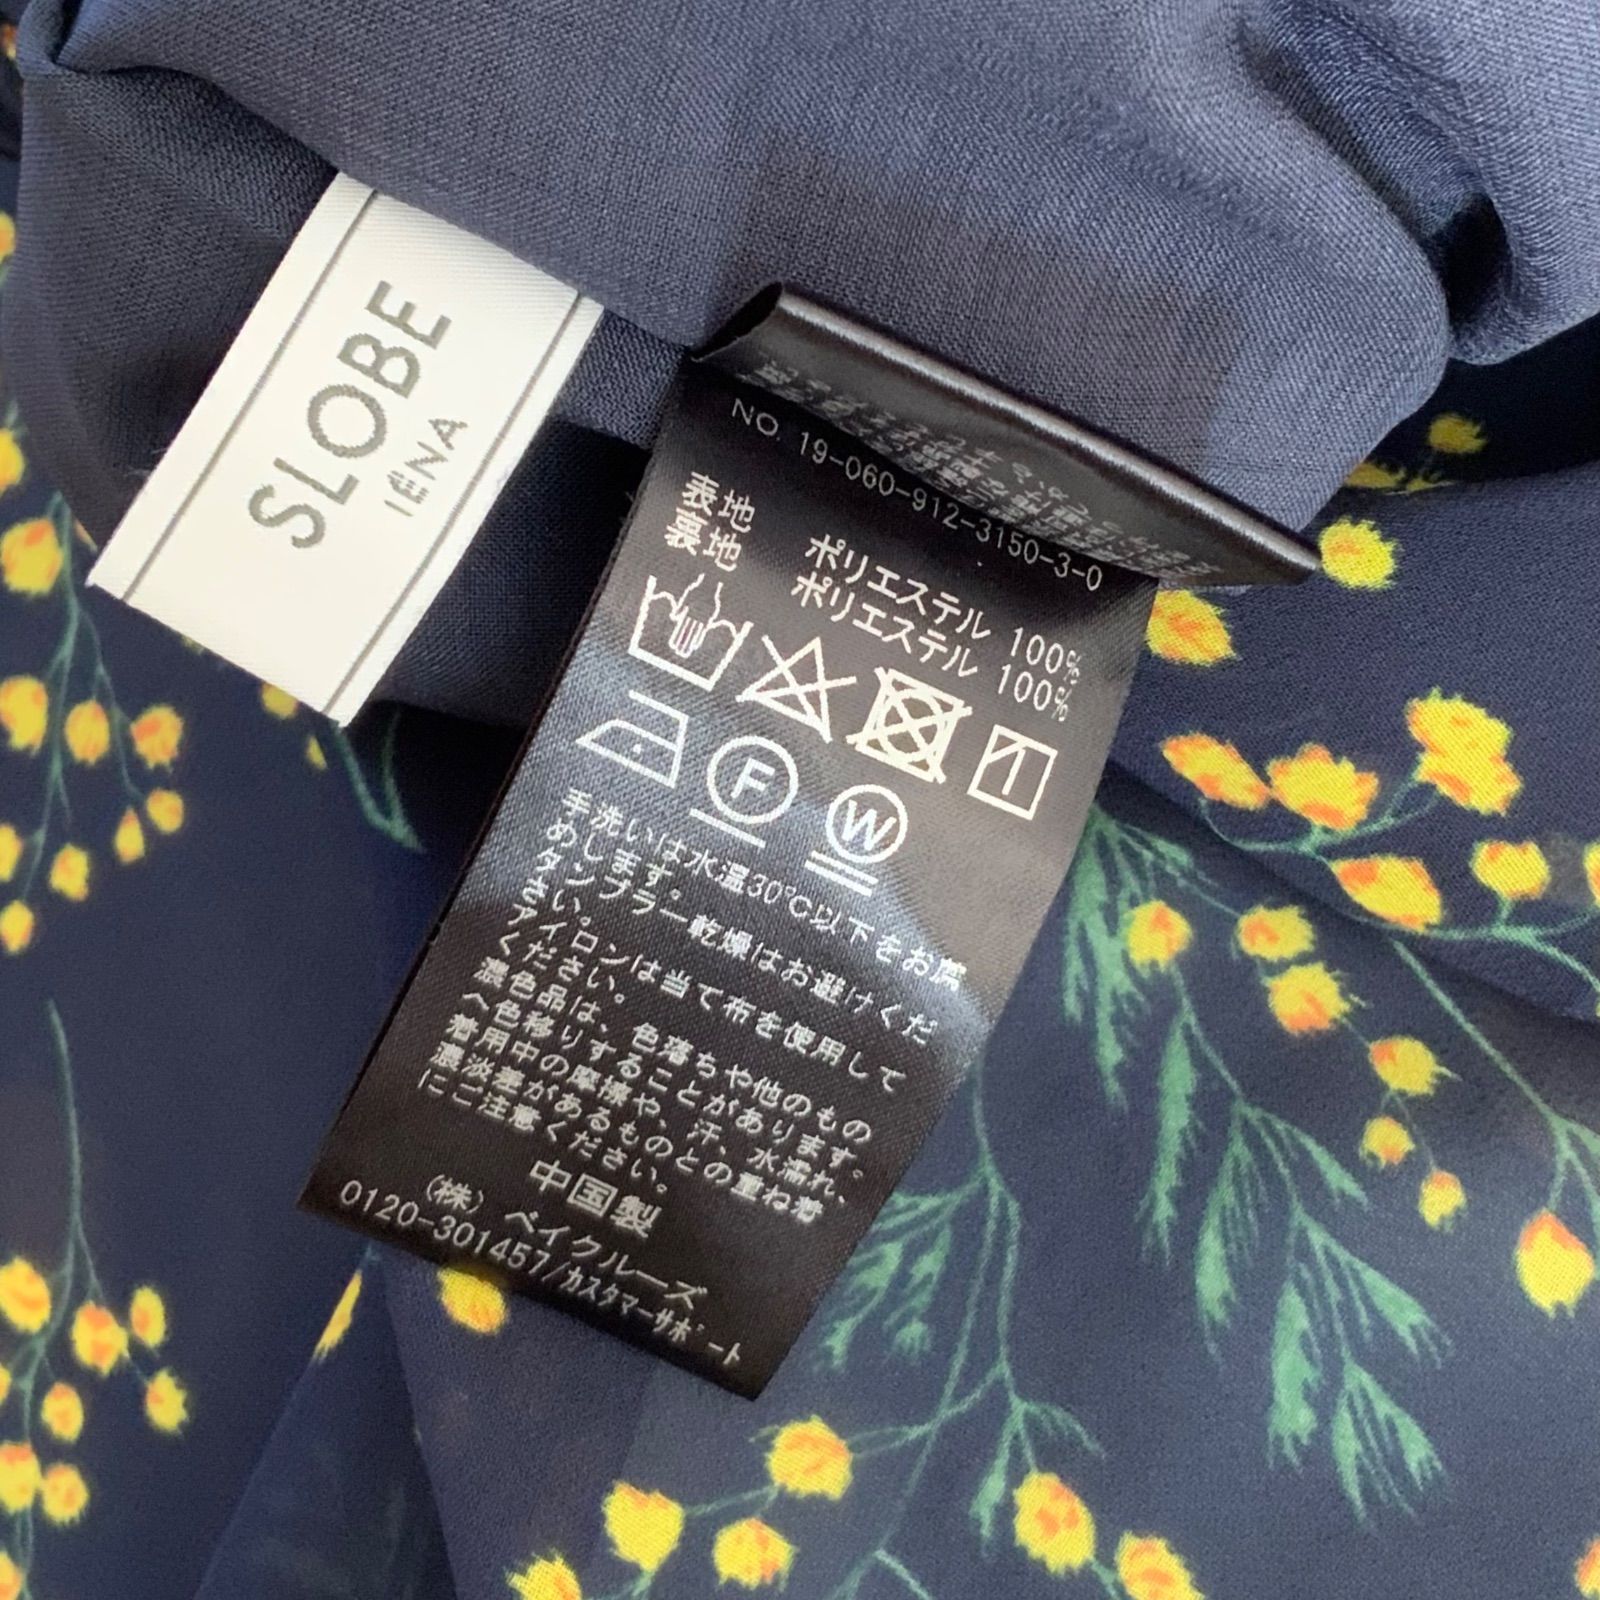 SLOBE
IENA
NO. 19-060-912-3150-3-0
表地 ポリエステル 100%
裏地 ポリエステル 100%
F
W
手洗いは水温30℃以下をお薦
めします。
タンブラー乾燥はお避けくだ
さい。
アイロンは当て布を使用して
ください。
濃色品は、色落ちや他のもの
へ色移りすることがあります。
着用中の摩擦や、汗、水濡れ、
濃淡差があるものとの重ね着
にご注意ください。
中国製
(株) ベイクルーズ
0120-301457/カスタマーサポート